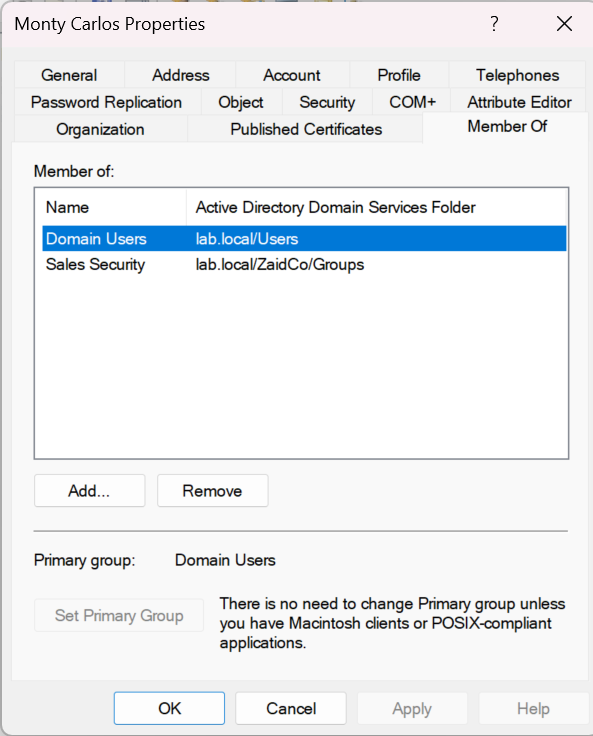 Monty Carlos Properties ?
General Address Account Profile Telephones
Password Replication Object Security COM+ Attribute Editor
Organization Published Certificates Member Of
Member of:
Name Active Directory Domain Services Folder
Domain Users lab.local/Users
Sales Security lab.local/ZaidCo/Groups
Add... Remove
Primary group: Domain Users
Set Primary Group
There is no need to change Primary group unless
you have Macintosh clients or POSIX-compliant
applications.
OK Cancel Apply Help